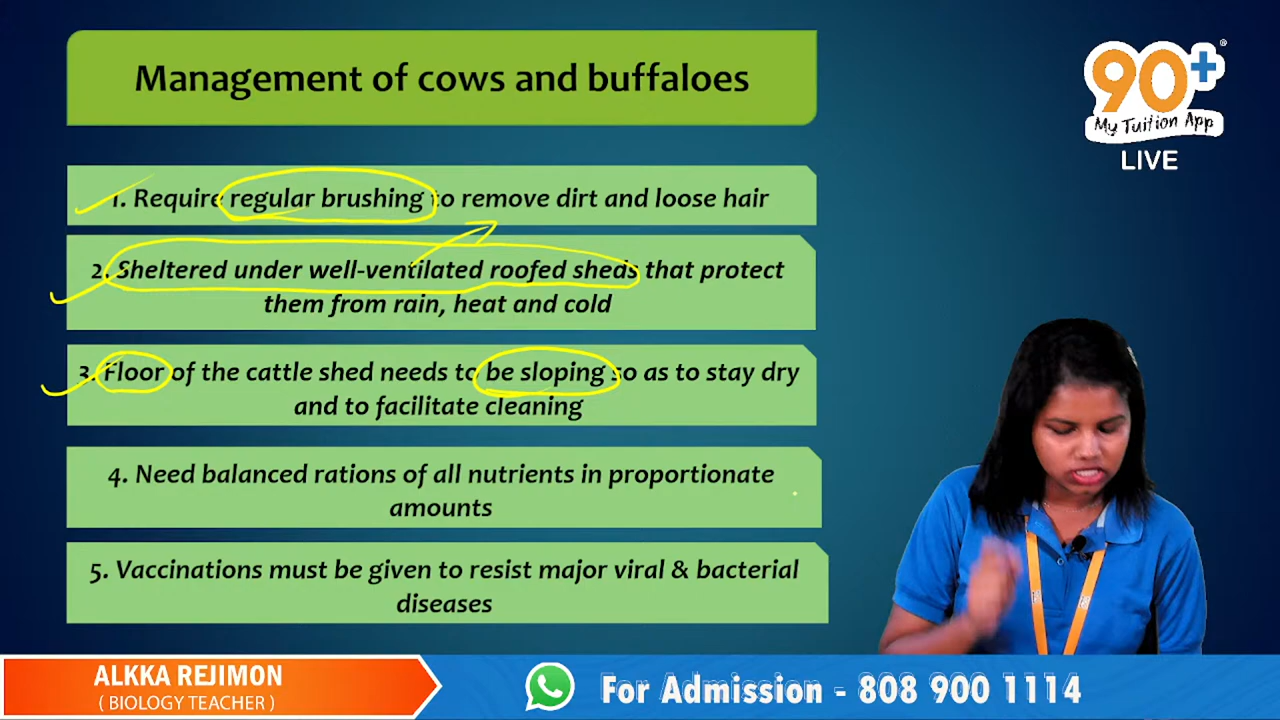 Management of cows and buffaloes
1. Require regular brushing to remove dirt and loose hair
2. Sheltered under well-ventilated roofed sheds that protect
them from rain, heat and cold
3. Floor of the cattle shed needs to be sloping so as to stay dry
and to facilitate cleaning
4. Need balanced rations of all nutrients in proportionate
amounts
5. Vaccinations must be given to resist major viral & bacterial
diseases
90+®
My Tuition App
LIVE
ALKKA REJIMON
( BIOLOGY TEACHER )
For Admission - 808 900 1114